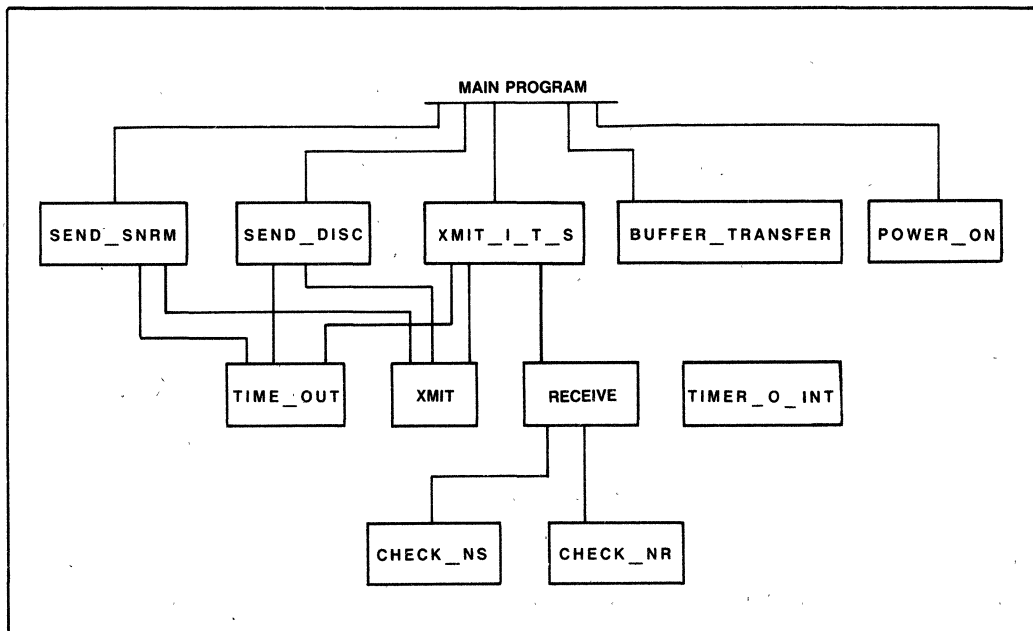 MAIN PROGRAM
SEND_SNRM
SEND_DISC
XMIT_I_T_S
BUFFER_TRANSFER
POWER_ON
TIME_OUT
XMIT
RECEIVE
TIMER_O_INT
CHECK_NS
CHECK_NR